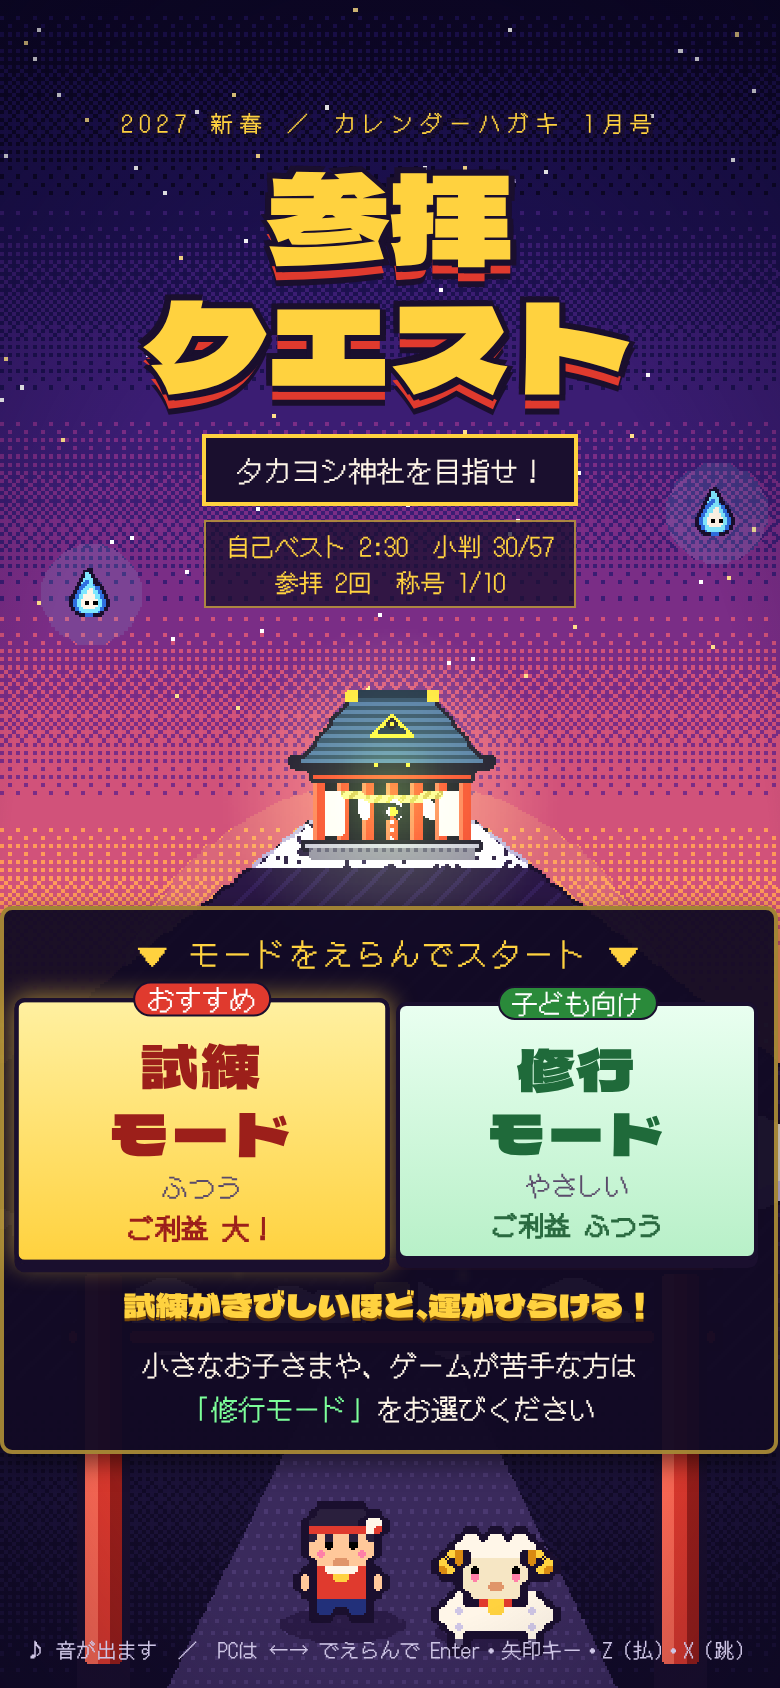 2027 新春 ／ カレンダーハガキ 1月号
参拝
クエスト
タカヨシ神社を目指せ！
自己ベスト 2:30　小判 30/57
参拝 2回　称号 1/10
▼ モードをえらんでスタート ▼
おすすめ
試練
モード
ふつう
ご利益 大！
子ども向け
修行
モード
やさしい
ご利益 ふつう
試練がきびしいほど、運がひらける！
小さなお子さまや、ゲームが苦手な方は
「修行モード」をお選びください
♪ 音が出ます ／ PCは ←→ でえらんで Enter・矢印キー・Z（払）・X（跳）